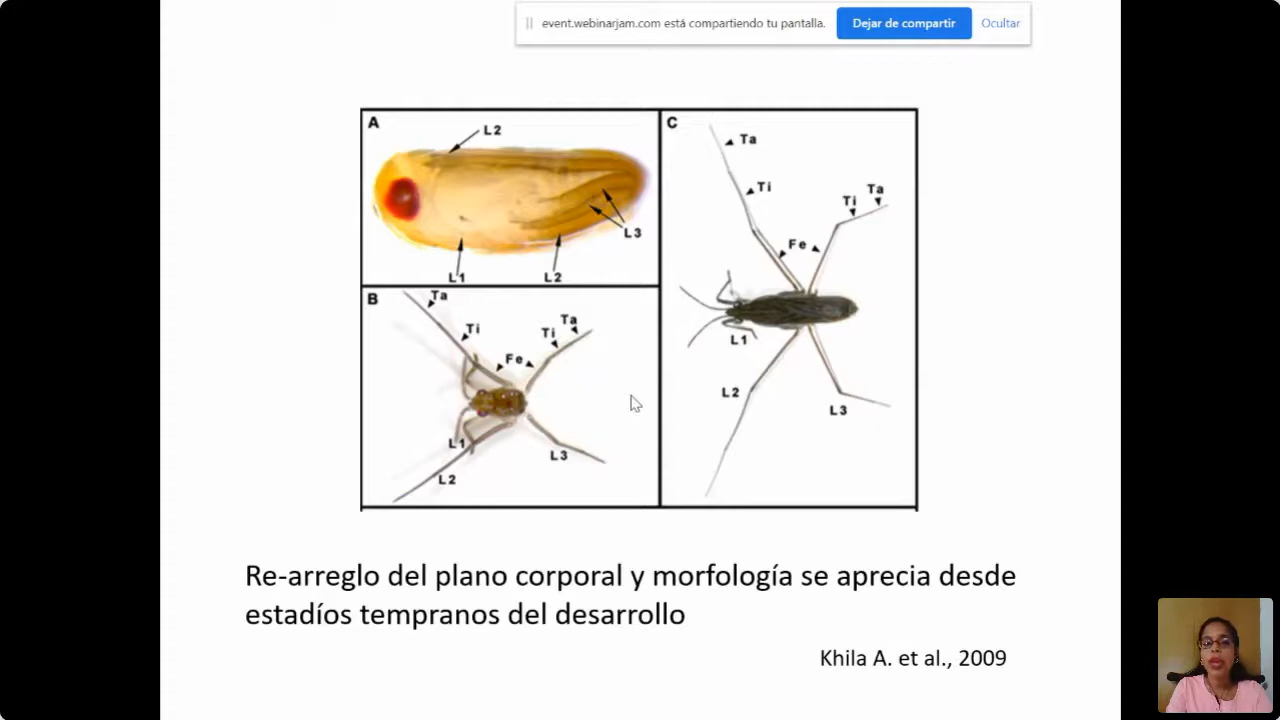 event.webinarjam.com está compartiendo tu pantalla. Dejar de compartir Ocultar
A
L2
L3
L1
L2
B
Ta
Ti
Ta
Ti
Fe
L1
L3
L2
C
Ta
Ti
Ta
Ti
Fe
L1
L2
L3
Re-arreglo del plano corporal y morfología se aprecia desde
estadíos tempranos del desarrollo
Khila A. et al., 2009